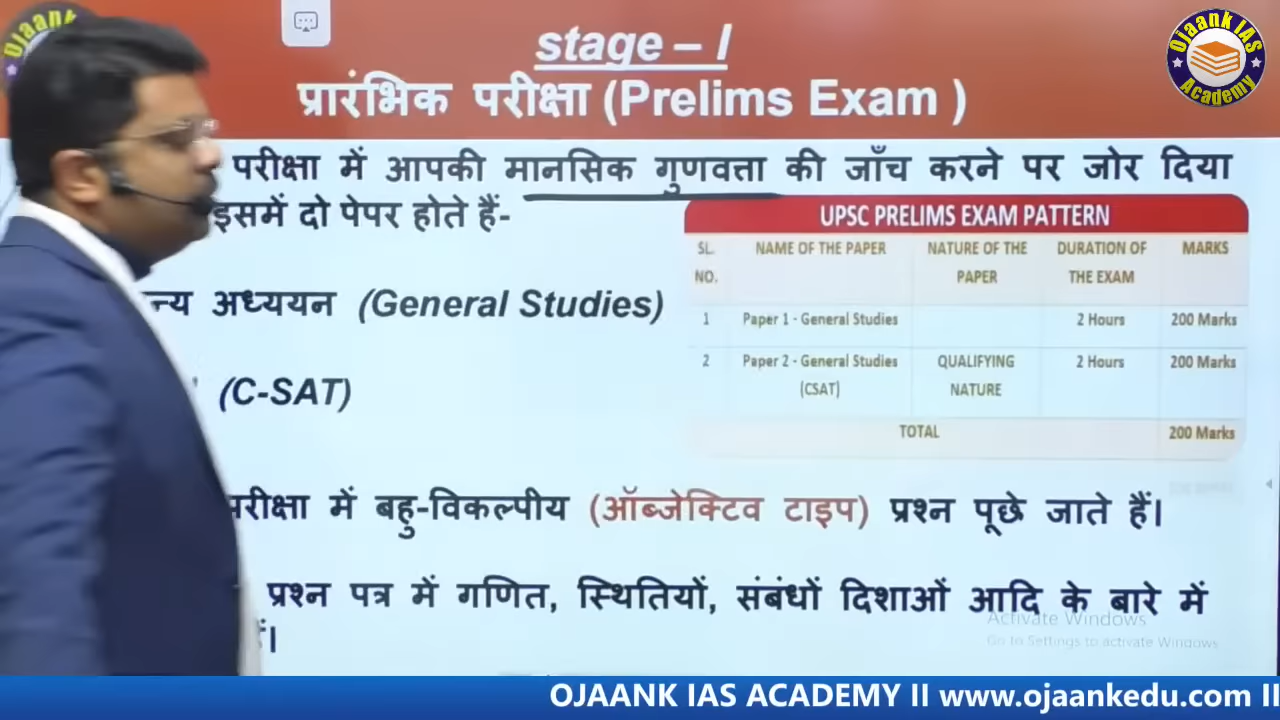 stage – I
प्रारंभिक परीक्षा (Prelims Exam )
Ojaank IAS Academy
परीक्षा में आपकी मानसिक गुणवत्ता की जाँच करने पर जोर दिया
इसमें दो पेपर होते हैं-
UPSC PRELIMS EXAM PATTERN
SL. NO. NAME OF THE PAPER NATURE OF THE PAPER DURATION OF THE EXAM MARKS
1 Paper 1 - General Studies 2 Hours 200 Marks
2 Paper 2 - General Studies (CSAT) QUALIFYING NATURE 2 Hours 200 Marks
TOTAL 200 Marks
अध्ययन (General Studies)
(C-SAT)
परीक्षा में बहु-विकल्पीय (ऑब्जेक्टिव टाइप) प्रश्न पूछे जाते हैं।
प्रश्न पत्र में गणित, स्थितियों, संबंधों दिशाओं आदि के बारे में
Activate Windows
Go to Settings to activate Windows.
OJAANK IAS ACADEMY II www.ojaankedu.com II